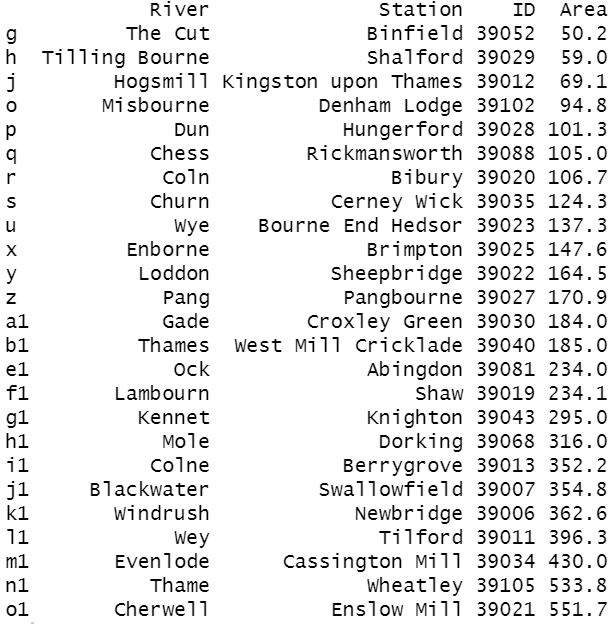 River Station ID Area
g The Cut Binfield 39052 50.2
h Tilling Bourne Shalford 39029 59.0
j Hogsmill Kingston upon Thames 39012 69.1
o Misbourne Denham Lodge 39102 94.8
p Dun Hungerford 39028 101.3
q Chess Rickmansworth 39088 105.0
r Coln Bibury 39020 106.7
s Churn Cerney Wick 39035 124.3
u Wye Bourne End Hedsor 39023 137.3
x Enborne Brimpton 39025 147.6
y Loddon Sheepbridge 39022 164.5
z Pang Pangbourne 39027 170.9
a1 Gade Croxley Green 39030 184.0
b1 Thames West Mill Cricklade 39040 185.0
e1 Ock Abingdon 39081 234.0
f1 Lambourn Shaw 39019 234.1
g1 Kennet Knighton 39043 295.0
h1 Mole Dorking 39068 316.0
i1 Colne Berrygrove 39013 352.2
j1 Blackwater Swallowfield 39007 354.8
k1 Windrush Newbridge 39006 362.6
l1 Wey Tilford 39011 396.3
m1 Evenlode Cassington Mill 39034 430.0
n1 Thame Wheatley 39105 533.8
o1 Cherwell Enslow Mill 39021 551.7